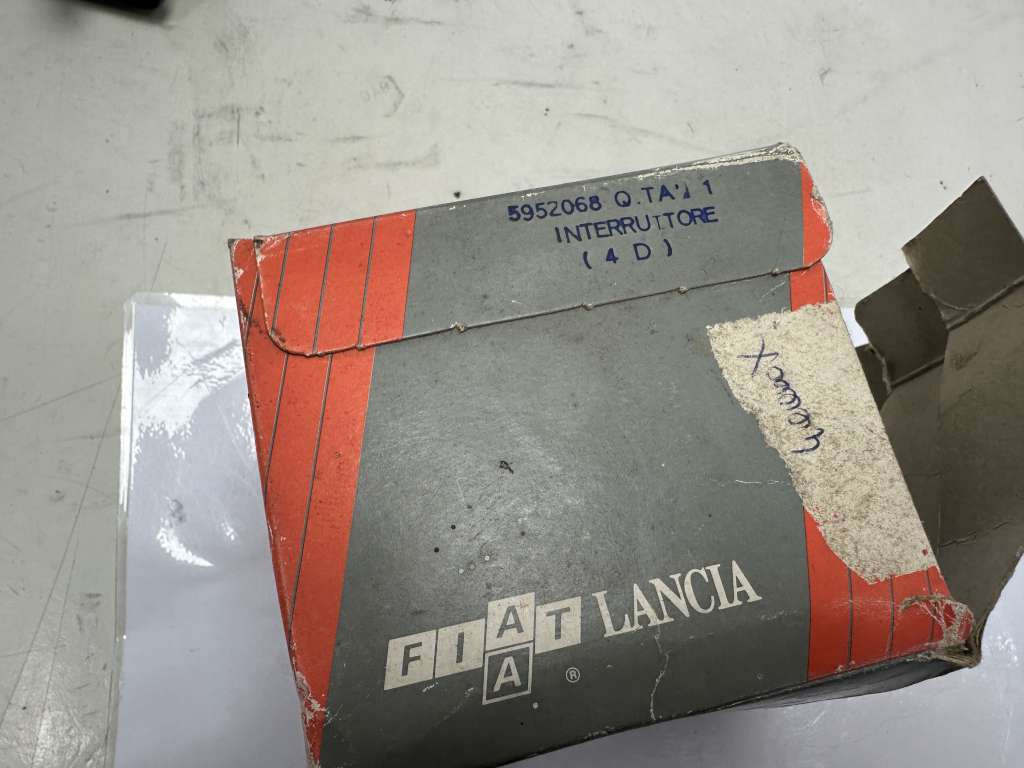 5952068 Q.TA'1 1
INTERRUTTORE
( 4 D )
FIAT LANCIA
A
®